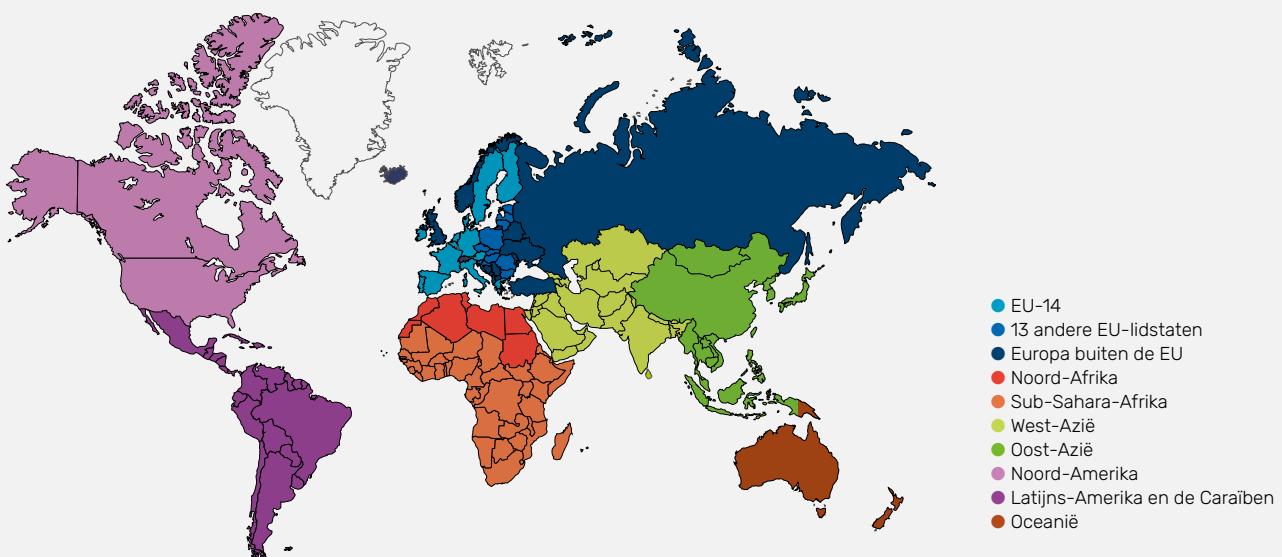 EU-14
13 andere EU-lidstaten
Europa buiten de EU
Noord-Afrika
Sub-Sahara-Afrika
West-Azië
Oost-Azië
Noord-Amerika
Latijns-Amerika en de Caraïben
Oceanië